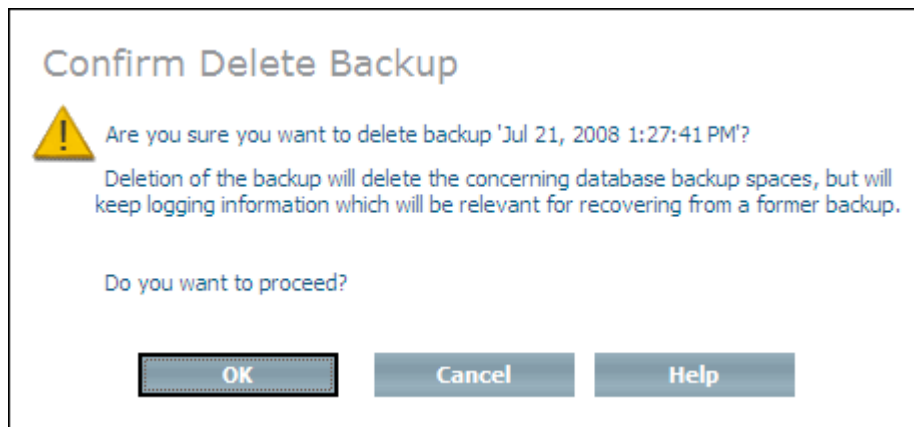 Confirm Delete Backup
Are you sure you want to delete backup 'Jul 21, 2008 1:27:41 PM'?
Deletion of the backup will delete the concerning database backup spaces, but will
keep logging information which will be relevant for recovering from a former backup.
Do you want to proceed?
OK Cancel Help